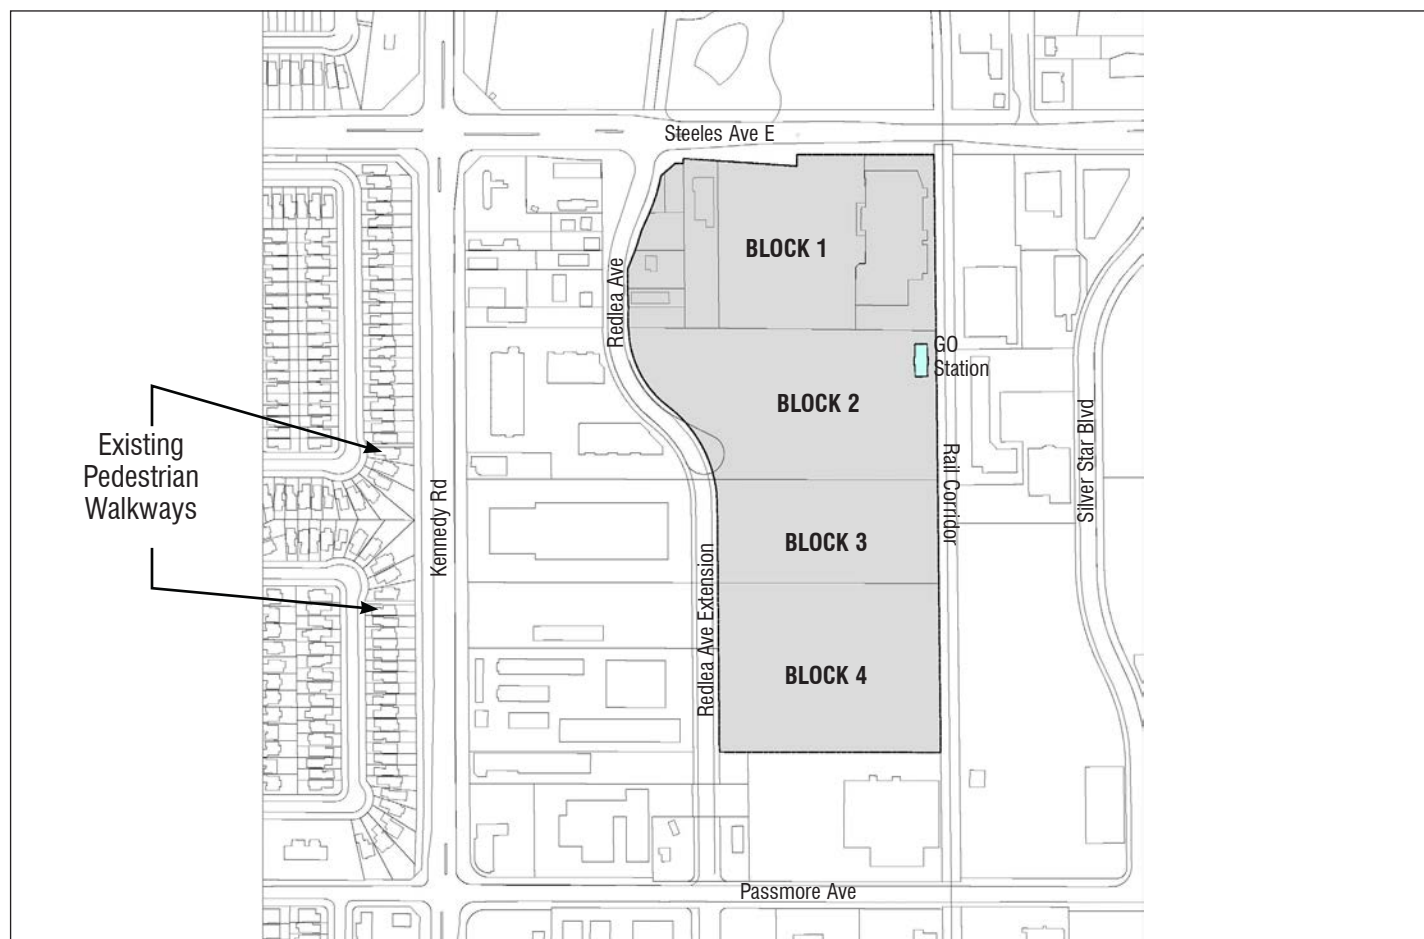 Steeles Ave E
BLOCK 1
Redlea Ave
GO
Station
BLOCK 2
Existing
Pedestrian
Walkways
Kennedy Rd
Rail Corridor
Silver Star Blvd
BLOCK 3
Redlea Ave Extension
BLOCK 4
Passmore Ave